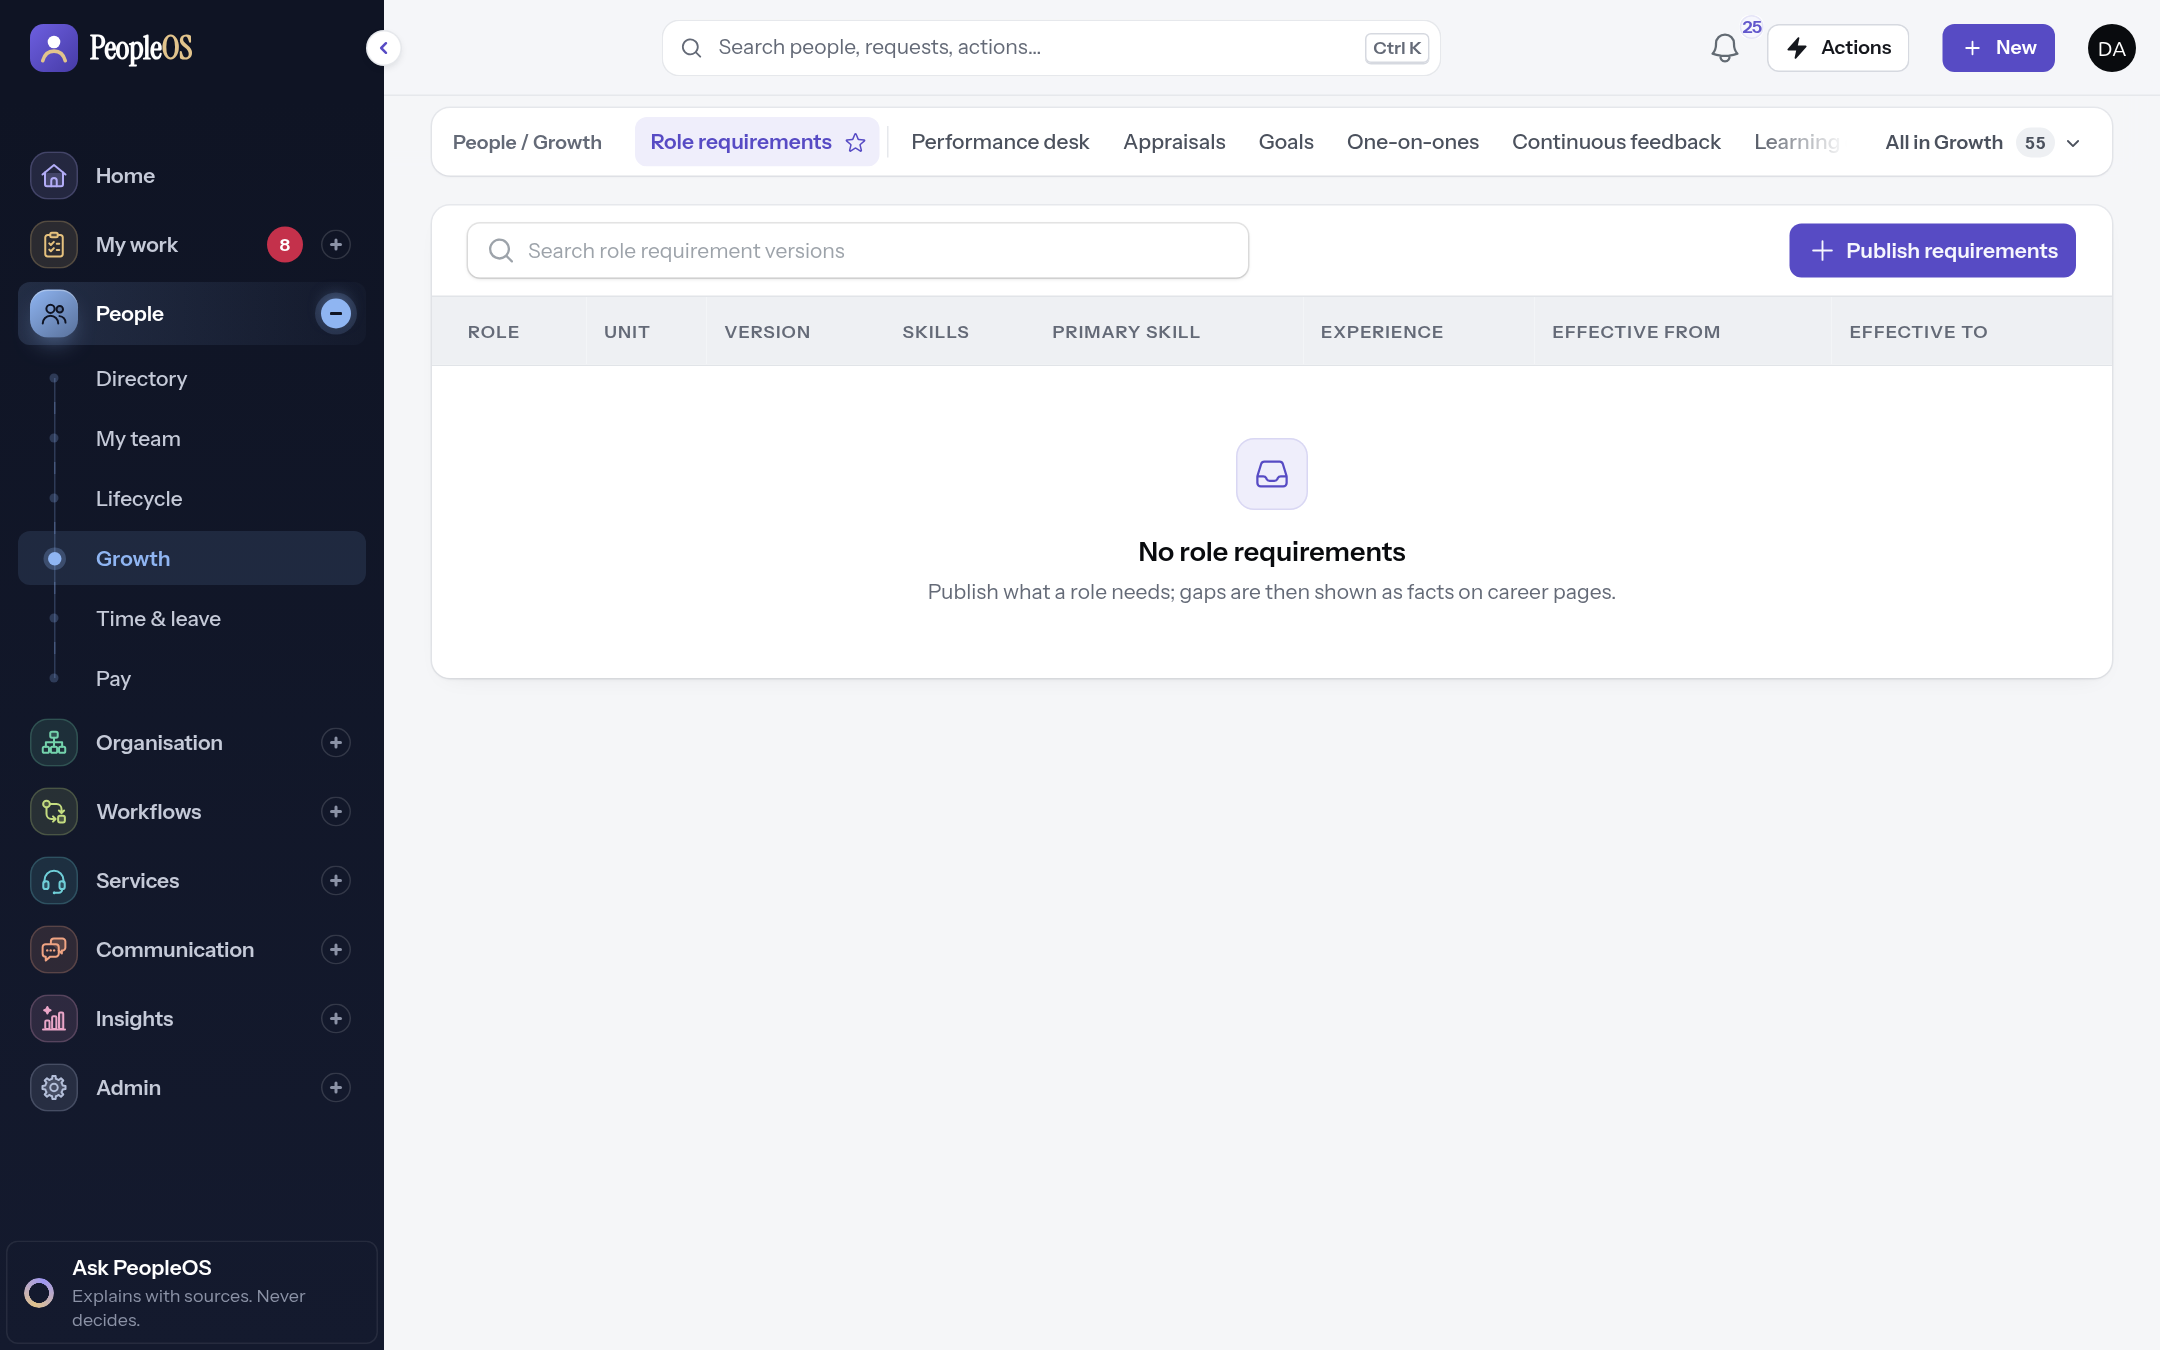 PeopleOS
Search people, requests, actions...
Ctrl K
25
Actions
New
DA
Home
My work
8
People
Directory
My team
Lifecycle
Growth
Time & leave
Pay
Organisation
Workflows
Services
Communication
Insights
Admin
Ask PeopleOS
Explains with sources. Never
decides.
People / Growth
Role requirements
Performance desk
Appraisals
Goals
One-on-ones
Continuous feedback
Learning
All in Growth
55
Search role requirement versions
Publish requirements
ROLE
UNIT
VERSION
SKILLS
PRIMARY SKILL
EXPERIENCE
EFFECTIVE FROM
EFFECTIVE TO
No role requirements
Publish what a role needs; gaps are then shown as facts on career pages.